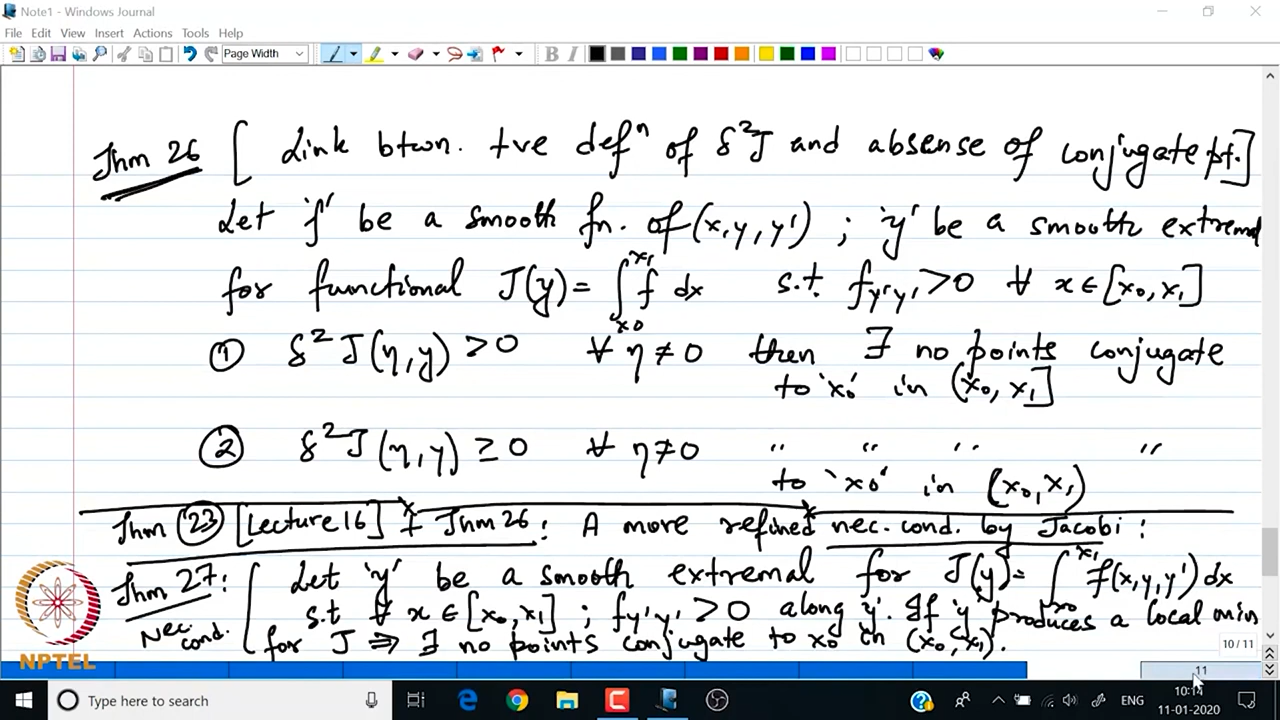 Note1 - Windows Journal
File Edit View Insert Actions Tools Help
Page Width
Thm 26 [ Link btwn. +ve defⁿ of δ²J and absense of conjugate pt.]
Let 'f' be a smooth fn. of (x,y,y') ; 'y' be a smooth extremal
for functional J(y) = ∫_{x0}^{x1} f dx s.t. f_{y'y'} > 0 ∀ x ∈ [x0, x1]
① δ²J(η,y) > 0 ∀ η ≠ 0 then ∃ no points conjugate
to 'x0' in (x0, x1]
② δ²J(η,y) ≥ 0 ∀ η ≠ 0 " " " "
to 'x0' in (x0, x1)
Thm 23 [Lecture 16] + Thm 26 : A more refined nec. cond. by Jacobi :
Thm 27 : [ Let 'y' be a smooth extremal for J(y) = ∫_{x0}^{x1} f(x,y,y') dx
Nec. cond. s.t ∀ x ∈ [x0, x1] ; f_{y'y'} > 0 along 'y'. If 'y' produces a local min
for J ⇒ ∃ no points conjugate to x0 in (x0, x1).
NPTEL
10 / 11
11
Type here to search
ENG
10:14
11-01-2020